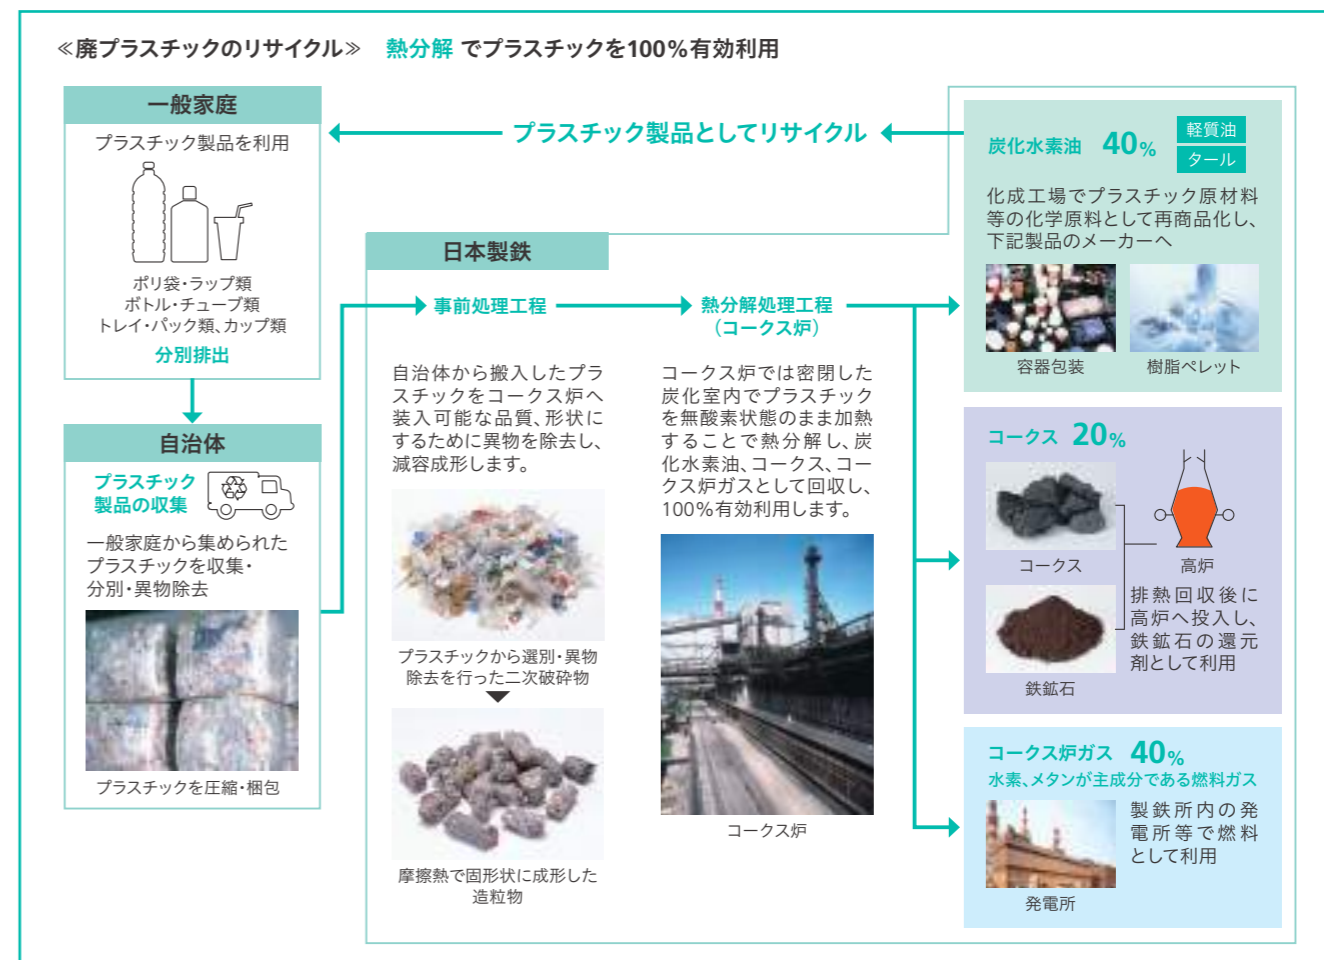 ≪廃プラスチックのリサイクル≫ 熱分解 でプラスチックを100%有効利用
一般家庭
プラスチック製品を利用
ポリ袋・ラップ類
ボトル・チューブ類
トレイ・パック類、カップ類
分別排出
自治体
プラスチック
製品の収集
一般家庭から集められた
プラスチックを収集・
分別・異物除去
プラスチックを圧縮・梱包
プラスチック製品としてリサイクル
日本製鉄
事前処理工程
自治体から搬入したプラ
スチックをコークス炉へ
装入可能な品質、形状に
するために異物を除去し、
減容成形します。
プラスチックから選別・異物
除去を行った二次破砕物
摩擦熱で固形状に成形した
造粒物
熱分解処理工程
(コークス炉)
コークス炉では密閉した
炭化室内でプラスチック
を無酸素状態のまま加熱
することで熱分解し、炭
化水素油、コークス、コー
クス炉ガスとして回収し、
100%有効利用します。
コークス炉
炭化水素油 40%
軽質油
タール
化成工場でプラスチック原材料
等の化学原料として再商品化し、
下記製品のメーカーへ
容器包装
樹脂ペレット
コークス 20%
コークス
高炉
鉄鉱石
排熱回収後に
高炉へ投入し、
鉄鉱石の還元
剤として利用
コークス炉ガス 40%
水素、メタンが主成分である燃料ガス
発電所
製鉄所内の発
電所等で燃料
として利用